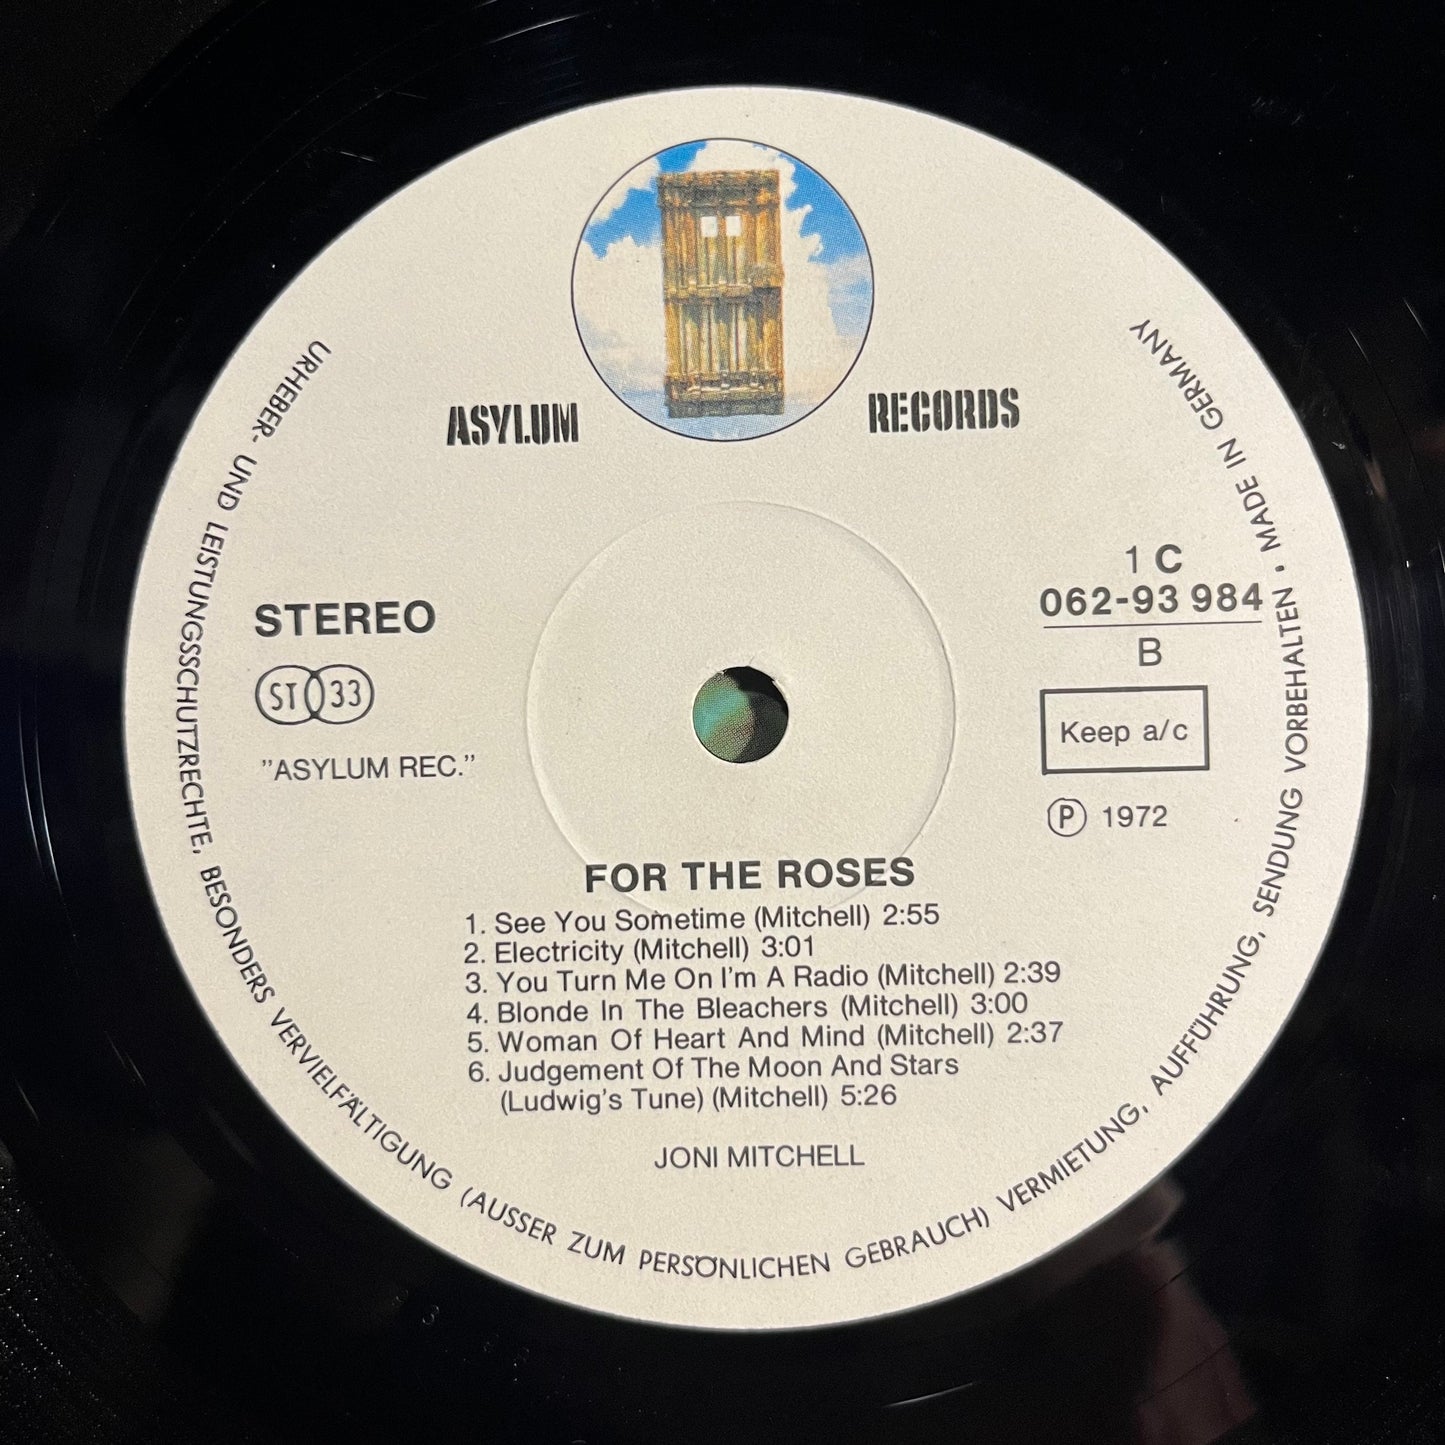 ASYLUM RECORDS
STEREO
ST 33
"ASYLUM REC."
1 C
062-93 984
B
Keep a/c
Ⓟ 1972
FOR THE ROSES
1. See You Sometime (Mitchell) 2:55
2. Electricity (Mitchell) 3:01
3. You Turn Me On I'm A Radio (Mitchell) 2:39
4. Blonde In The Bleachers (Mitchell) 3:00
5. Woman Of Heart And Mind (Mitchell) 2:37
6. Judgement Of The Moon And Stars
(Ludwig's Tune) (Mitchell) 5:26
JONI MITCHELL
URHEBER- UND LEISTUNGSSCHUTZRECHTE, BESONDERS VERVIELFÄLTIGUNG (AUSSER ZUM PERSÖNLICHEN GEBRAUCH) VERMIETUNG, AUFFÜHRUNG, SENDUNG VORBEHALTEN • MADE IN GERMANY